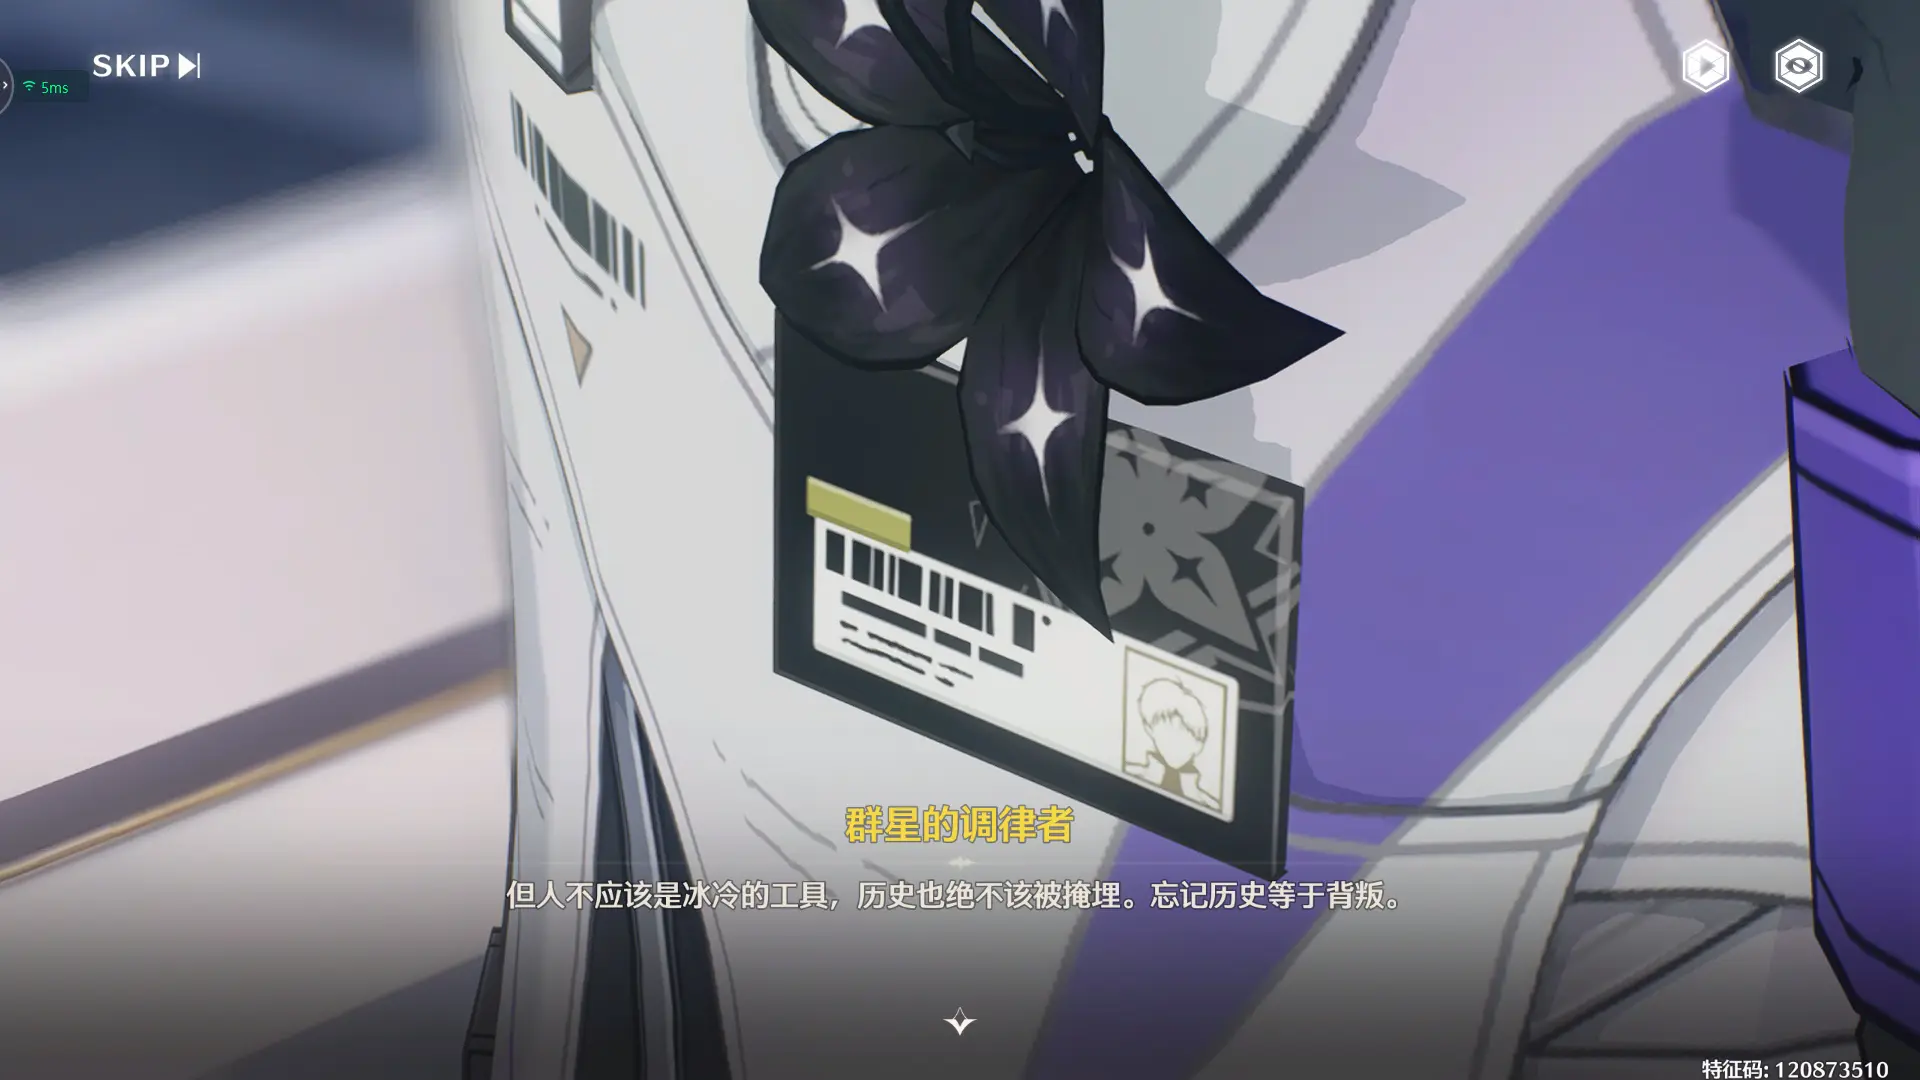 SKIP
5ms
群星的调律者
但人不应该是冰冷的工具，历史也绝不该被掩埋。忘记历史等于背叛。
特征码: 120873510